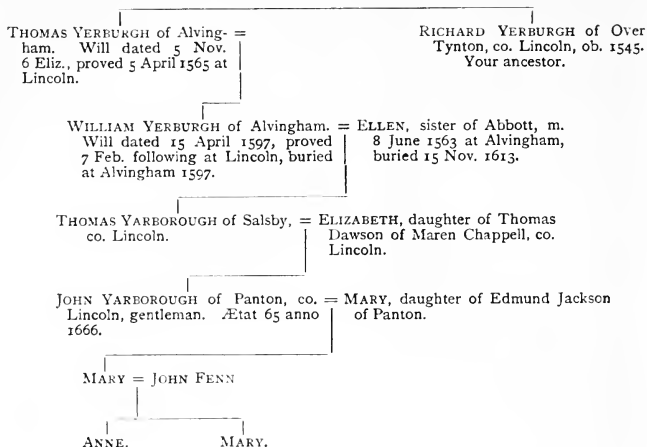 THOMAS YERBURGH of Alving- =
ham. Will dated 5 Nov.
6 Eliz., proved 5 April 1565 at
Lincoln.
RICHARD YERBURGH of Over
Tynton, co. Lincoln, ob. 1545.
Your ancestor.
WILLIAM YERBURGH of Alvingham. = ELLEN, sister of Abbott, m.
Will dated 15 April 1597, proved 8 June 1563 at Alvingham,
7 Feb. following at Lincoln, buried buried 15 Nov. 1613.
at Alvingham 1597.
THOMAS YARBOROUGH of Salsby, = ELIZABETH, daughter of Thomas
co. Lincoln. Dawson of Maren Chappell, co.
Lincoln.
JOHN YARBOROUGH of Panton, co. = MARY, daughter of Edmund Jackson
Lincoln, gentleman. Ætat 65 anno of Panton.
1666.
MARY = JOHN FENN
ANNE. MARY.